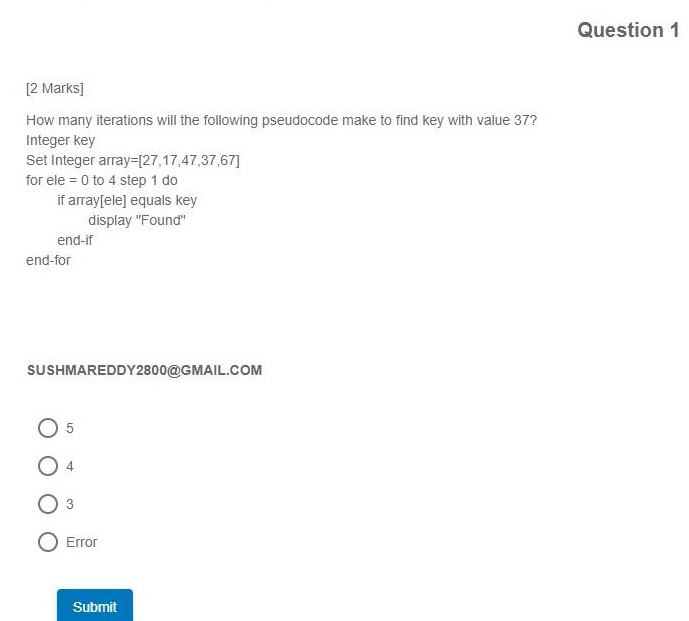 Question 1
[2 Marks]
How many iterations will the following pseudocode make to find key with value 37?
Integer key
Set Integer array=[27,17,47,37,67]
for ele = 0 to 4 step 1 do
if array[ele] equals key
display "Found"
end-if
end-for
SUSHMAREDDY2800@GMAIL.COM
5
4
3
Error
Submit